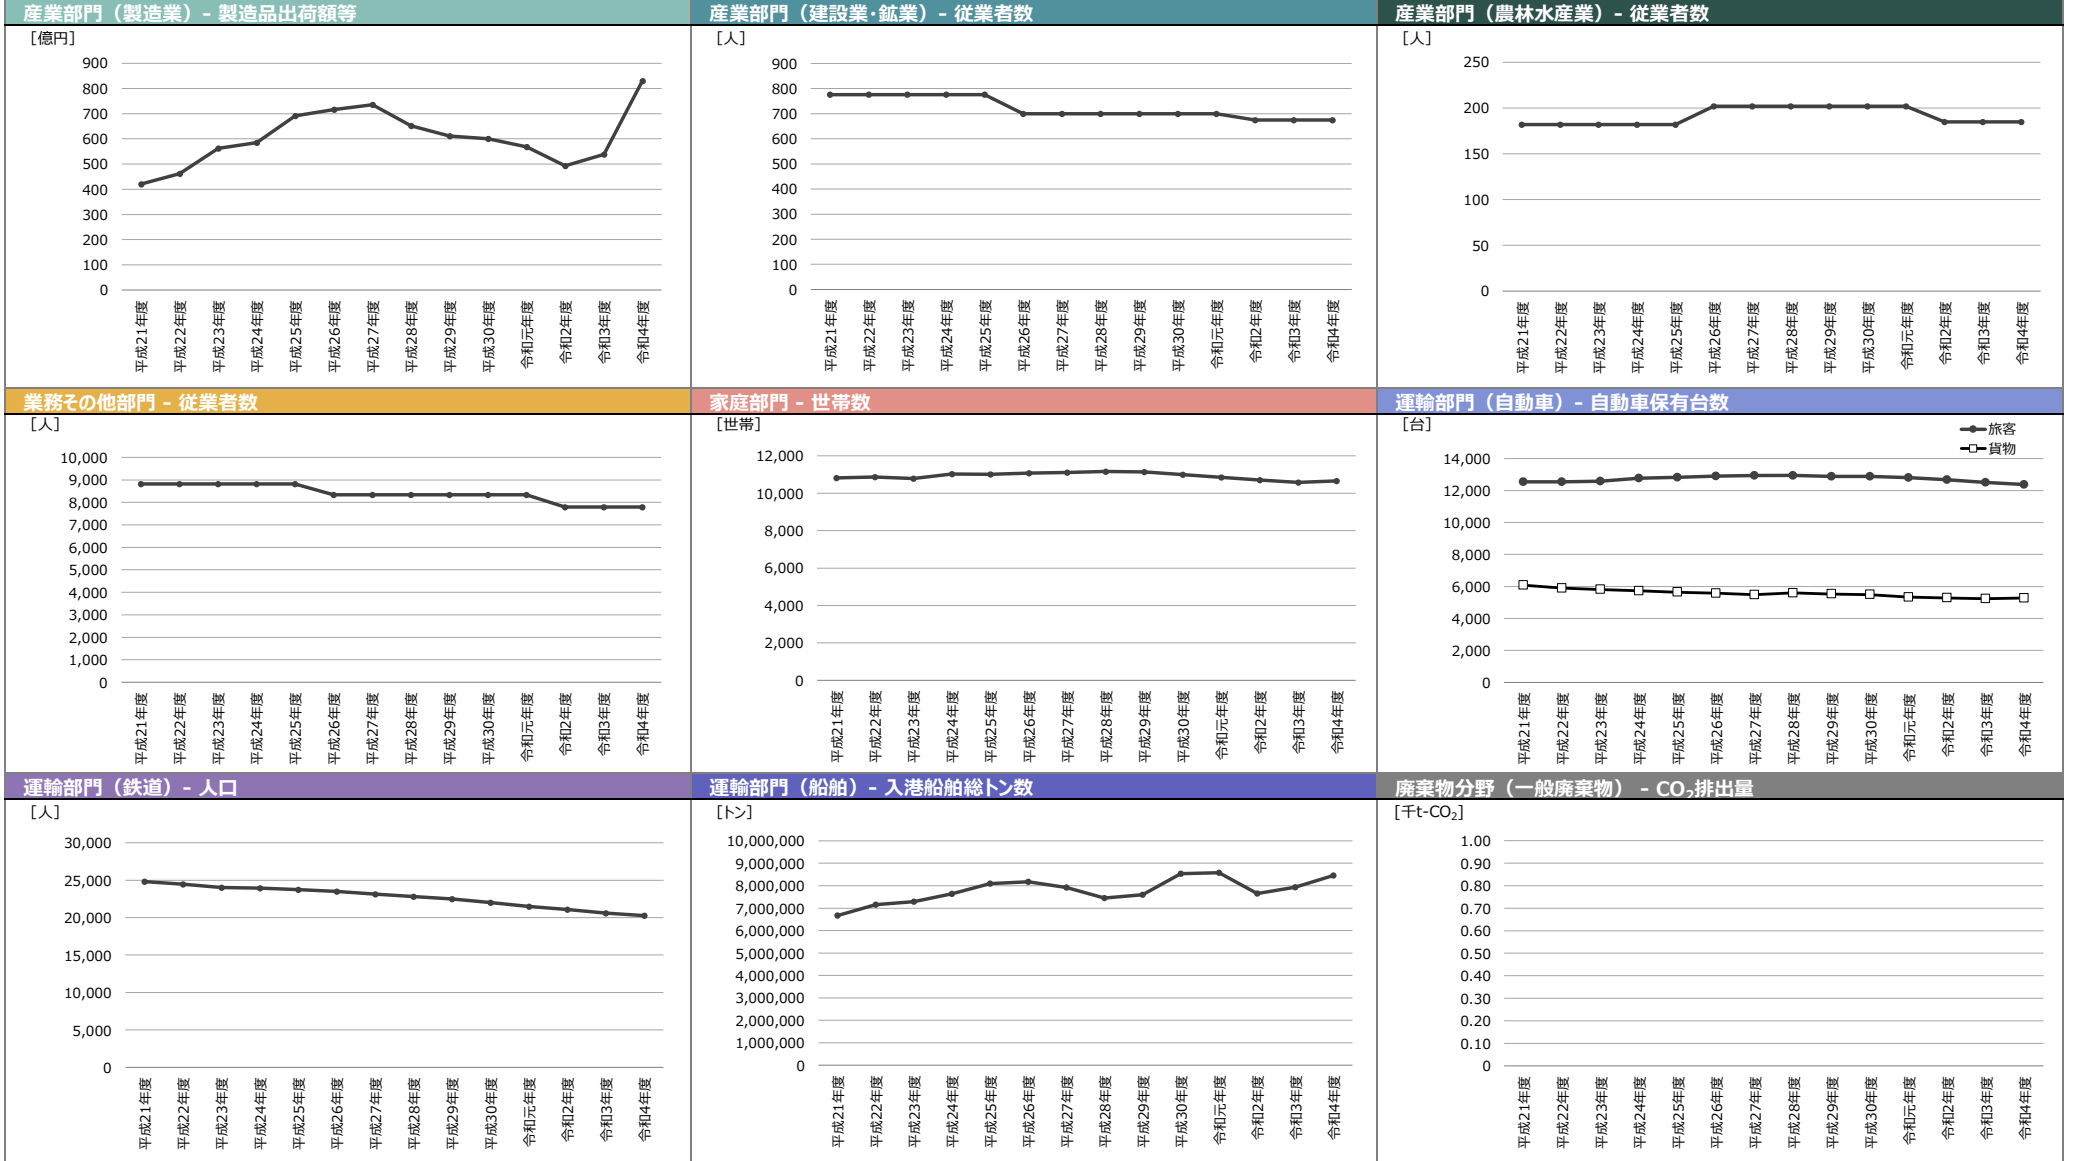 産業部門（製造業）- 製造品出荷額等
[億円]
900
800
700
600
500
400
300
200
100
0
平成21年度
平成22年度
平成23年度
平成24年度
平成25年度
平成26年度
平成27年度
平成28年度
平成29年度
平成30年度
令和元年度
令和2年度
令和3年度
令和4年度
産業部門（建設業･鉱業）- 従業者数
[人]
900
800
700
600
500
400
300
200
100
0
平成21年度
平成22年度
平成23年度
平成24年度
平成25年度
平成26年度
平成27年度
平成28年度
平成29年度
平成30年度
令和元年度
令和2年度
令和3年度
令和4年度
産業部門（農林水産業）- 従業者数
[人]
250
200
150
100
50
0
平成21年度
平成22年度
平成23年度
平成24年度
平成25年度
平成26年度
平成27年度
平成28年度
平成29年度
平成30年度
令和元年度
令和2年度
令和3年度
令和4年度
業務その他部門 - 従業者数
[人]
10,000
9,000
8,000
7,000
6,000
5,000
4,000
3,000
2,000
1,000
0
平成21年度
平成22年度
平成23年度
平成24年度
平成25年度
平成26年度
平成27年度
平成28年度
平成29年度
平成30年度
令和元年度
令和2年度
令和3年度
令和4年度
家庭部門 - 世帯数
[世帯]
12,000
10,000
8,000
6,000
4,000
2,000
0
平成21年度
平成22年度
平成23年度
平成24年度
平成25年度
平成26年度
平成27年度
平成28年度
平成29年度
平成30年度
令和元年度
令和2年度
令和3年度
令和4年度
運輸部門（自動車）- 自動車保有台数
[台]
旅客
貨物
14,000
12,000
10,000
8,000
6,000
4,000
2,000
0
平成21年度
平成22年度
平成23年度
平成24年度
平成25年度
平成26年度
平成27年度
平成28年度
平成29年度
平成30年度
令和元年度
令和2年度
令和3年度
令和4年度
運輸部門（鉄道）- 人口
[人]
30,000
25,000
20,000
15,000
10,000
5,000
0
平成21年度
平成22年度
平成23年度
平成24年度
平成25年度
平成26年度
平成27年度
平成28年度
平成29年度
平成30年度
令和元年度
令和2年度
令和3年度
令和4年度
運輸部門（船舶）- 入港船舶総トン数
[トン]
10,000,000
9,000,000
8,000,000
7,000,000
6,000,000
5,000,000
4,000,000
3,000,000
2,000,000
1,000,000
0
平成21年度
平成22年度
平成23年度
平成24年度
平成25年度
平成26年度
平成27年度
平成28年度
平成29年度
平成30年度
令和元年度
令和2年度
令和3年度
令和4年度
廃棄物分野（一般廃棄物） - CO₂排出量
[千t-CO₂]
1.00
0.90
0.80
0.70
0.60
0.50
0.40
0.30
0.20
0.10
0
平成21年度
平成22年度
平成23年度
平成24年度
平成25年度
平成26年度
平成27年度
平成28年度
平成29年度
平成30年度
令和元年度
令和2年度
令和3年度
令和4年度